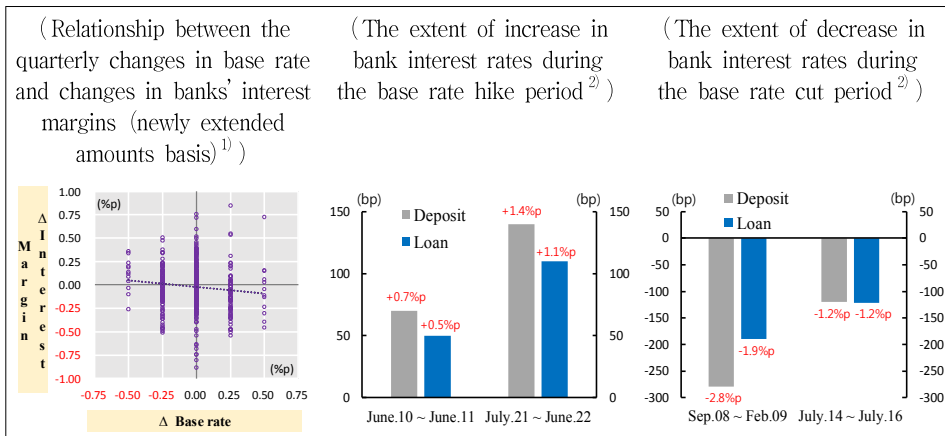 (Relationship between the
quarterly changes in base rate
and changes in banks' interest
margins (newly extended
amounts basis)¹⁾)
Δ Interest
Margin
1.00
0.75
0.50
0.25
0.00
-0.25
-0.50
-0.75
-1.00
(%p)
(%p)
-0.75 -0.50 -0.25 0.00 0.25 0.50 0.75
Δ Base rate
(The extent of increase in
bank interest rates during
the base rate hike period²⁾)
(bp) (bp)
150 150
100 100
50 50
0 0
Deposit
Loan
+0.7%p
+0.5%p
+1.4%p
+1.1%p
June.10 ~ June.11 July.21 ~ June.22
(The extent of decrease in
bank interest rates during
the base rate cut period²⁾)
(bp) (bp)
50 50
0 0
-50 -50
-100 -100
-150 -150
-200 -200
-250 -250
-300 -300
Deposit
Loan
-2.8%p
-1.9%p
-1.2%p -1.2%p
Sep.08 ~ Feb.09 July.14 ~ July.16